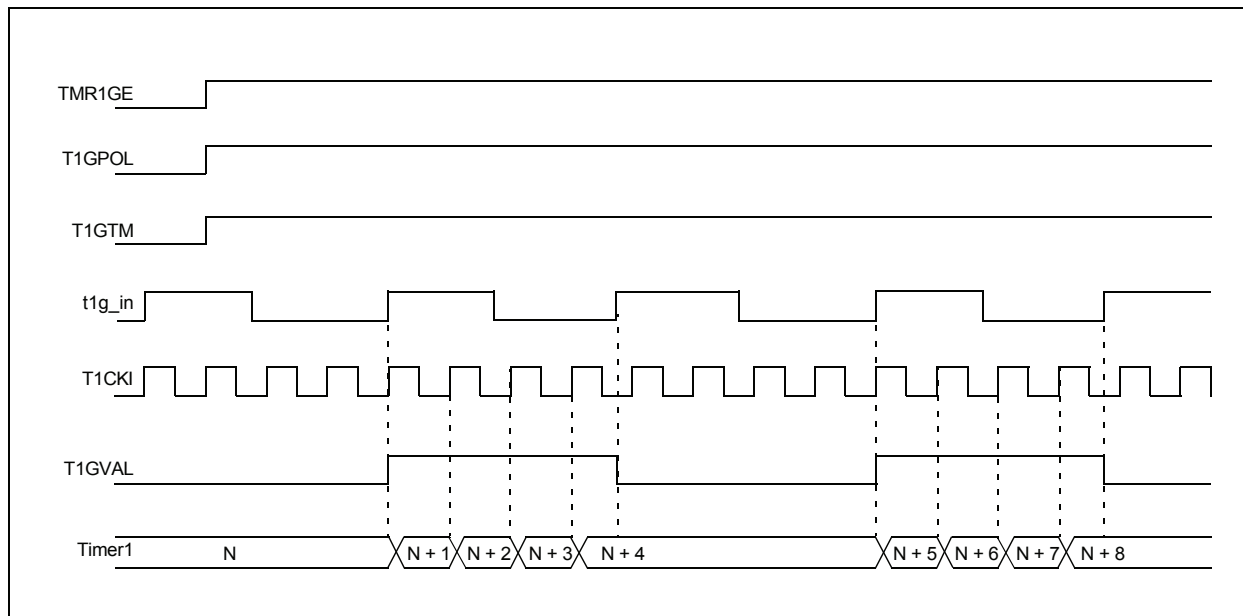 TMR1GE
T1GPOL
T1GTM
t1g_in
T1CKI
T1GVAL
Timer1 N N + 1 N + 2 N + 3 N + 4 N + 5 N + 6 N + 7 N + 8